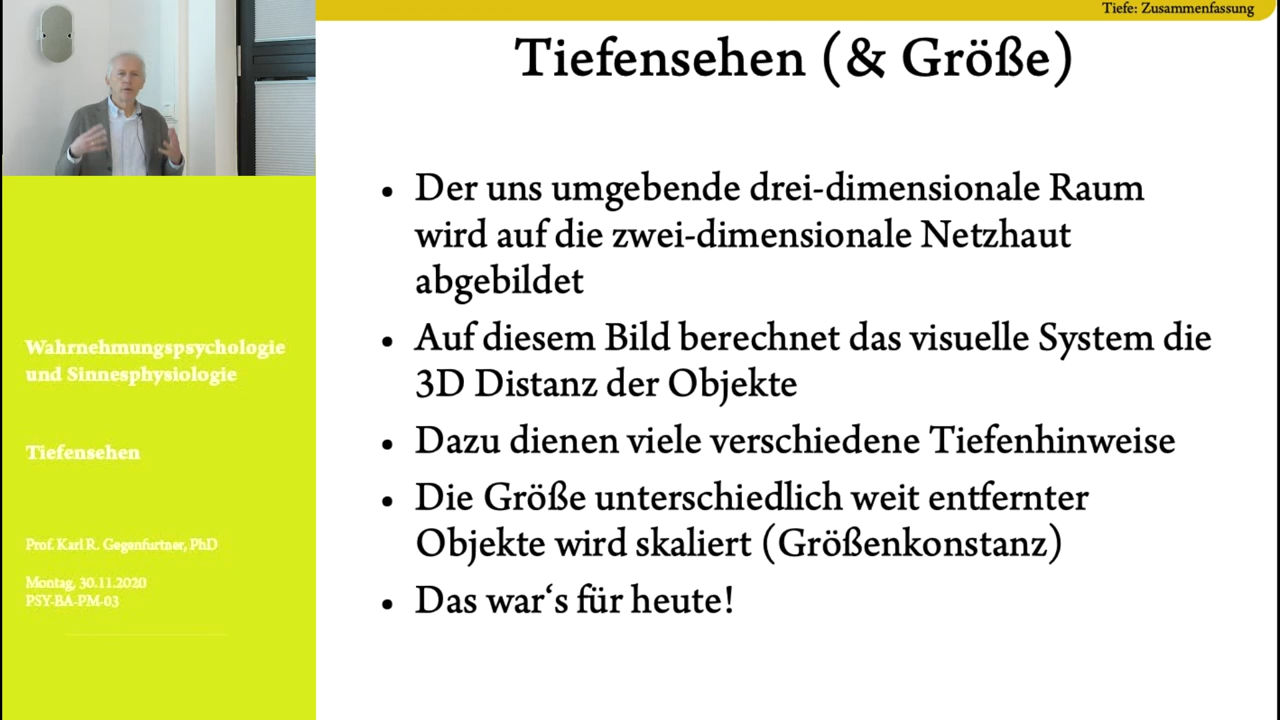 Tiefe: Zusammenfassung
Tiefensehen (& Größe)
• Der uns umgebende drei-dimensionale Raum
wird auf die zwei-dimensionale Netzhaut
abgebildet
• Auf diesem Bild berechnet das visuelle System die
3D Distanz der Objekte
• Dazu dienen viele verschiedene Tiefenhinweise
• Die Größe unterschiedlich weit entfernter
Objekte wird skaliert (Größenkonstanz)
• Das war‘s für heute!
Wahrnehmungspsychologie
und Sinnesphysiologie
Tiefensehen
Prof. Karl R. Gegenfurtner, PhD
Montag, 30.11.2020
PSY-BA-PM-03